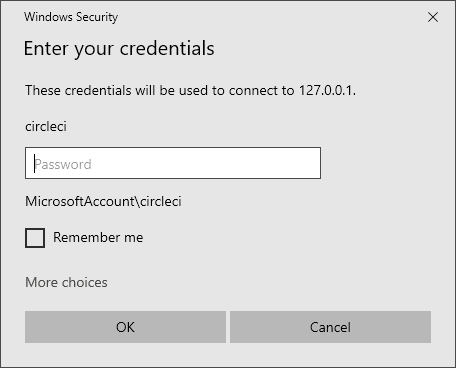 Windows Security
Enter your credentials
These credentials will be used to connect to 127.0.0.1.
circleci
Password
MicrosoftAccount\circleci
Remember me
More choices
OK
Cancel